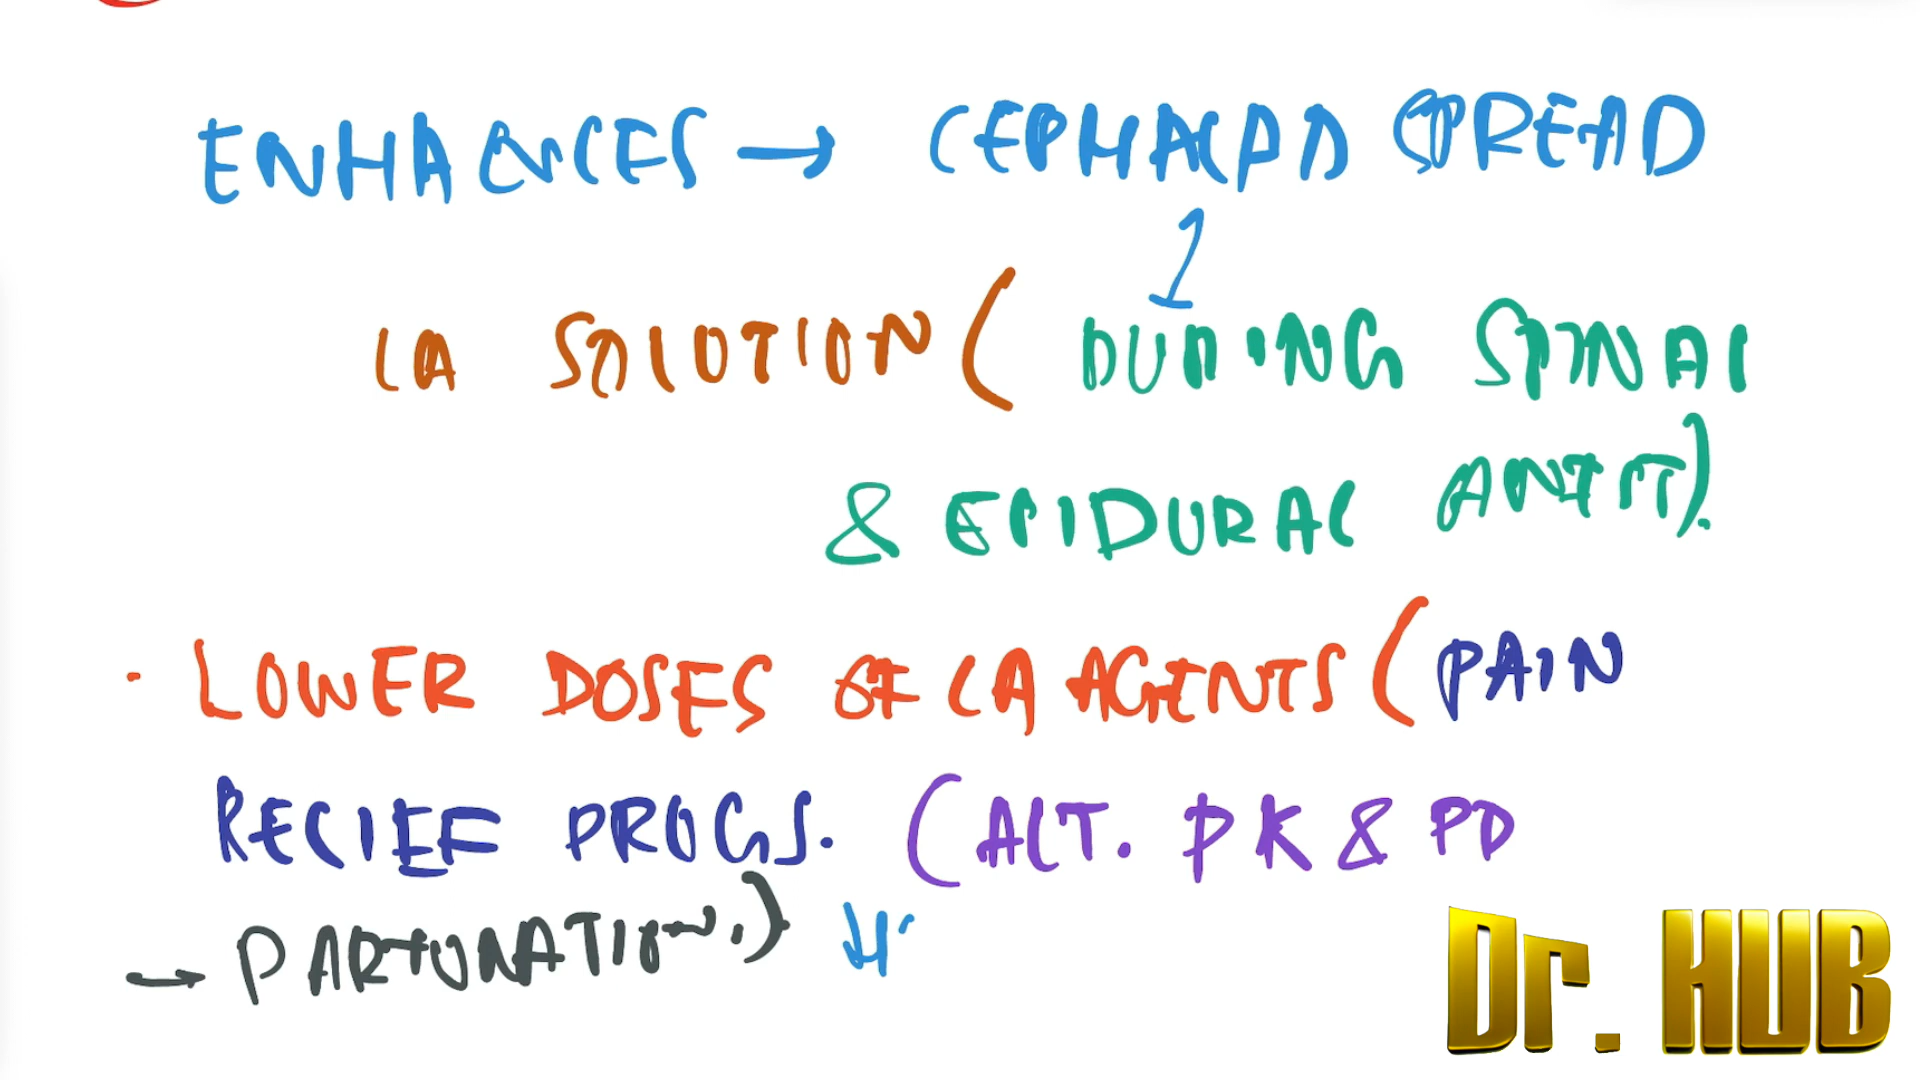 ENHANCES → CEPHALAD SPREAD
LA SOLUTION ( DURING SPINAL
& EPIDURAL ANEST).
· LOWER DOSES OF LA AGENTS ( PAIN
RELIEF PROGS. ( ALT. PK & PD
→ PARTURATION.)
Dr. HUB